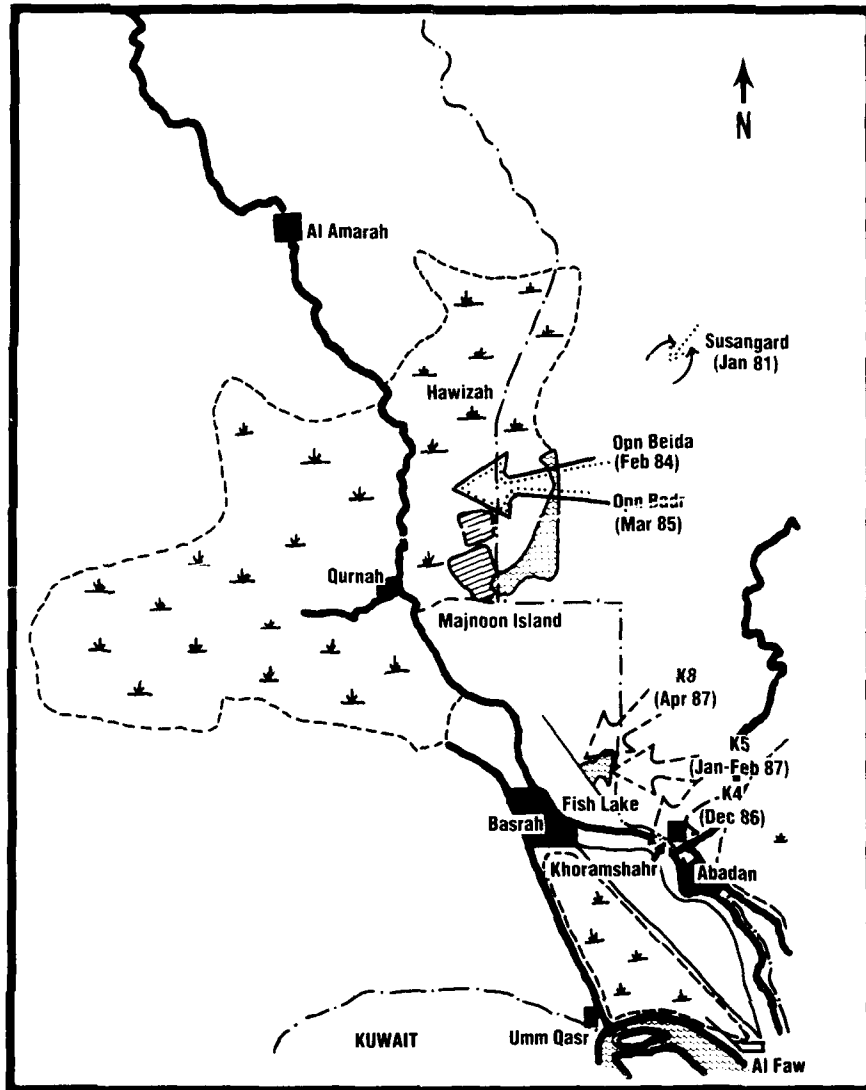 N
Al Amarah
Susangard
(Jan 81)
Hawizah
Opn Beida
(Feb 84)
Opn Badr
(Mar 85)
Qurnah
Majnoon Island
K8
(Apr 87)
K5
(Jan-Feb 87)
K4
(Dec 86)
Fish Lake
Basrah
Khoramshahr
Abadan
KUWAIT
Umm Qasr
Al Faw